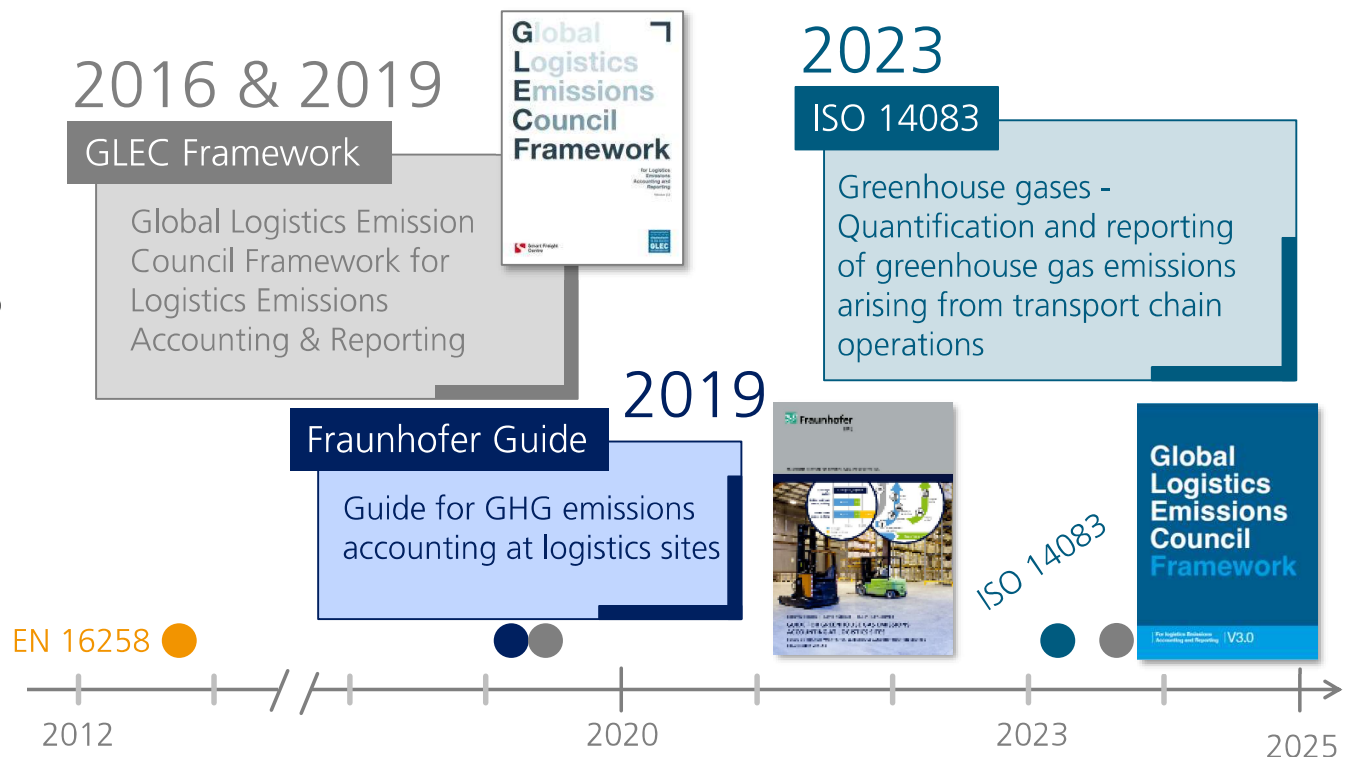 2016 & 2019
GLEC Framework
Global Logistics Emission
Council Framework for
Logistics Emissions
Accounting & Reporting
Global
Logistics
Emissions
Council
Framework
for Logistics
Emissions
Accounting and
Reporting
Smart Freight
Centre
GLEC
2023
ISO 14083
Greenhouse gases -
Quantification and reporting
of greenhouse gas emissions
arising from transport chain
operations
2019
Fraunhofer Guide
Guide for GHG emissions
accounting at logistics sites
Fraunhofer
ISO 14083
Global
Logistics
Emissions
Council
Framework
For logistics Emissions
Accounting and Reporting
V3.0
EN 16258
2012
2020
2023
2025